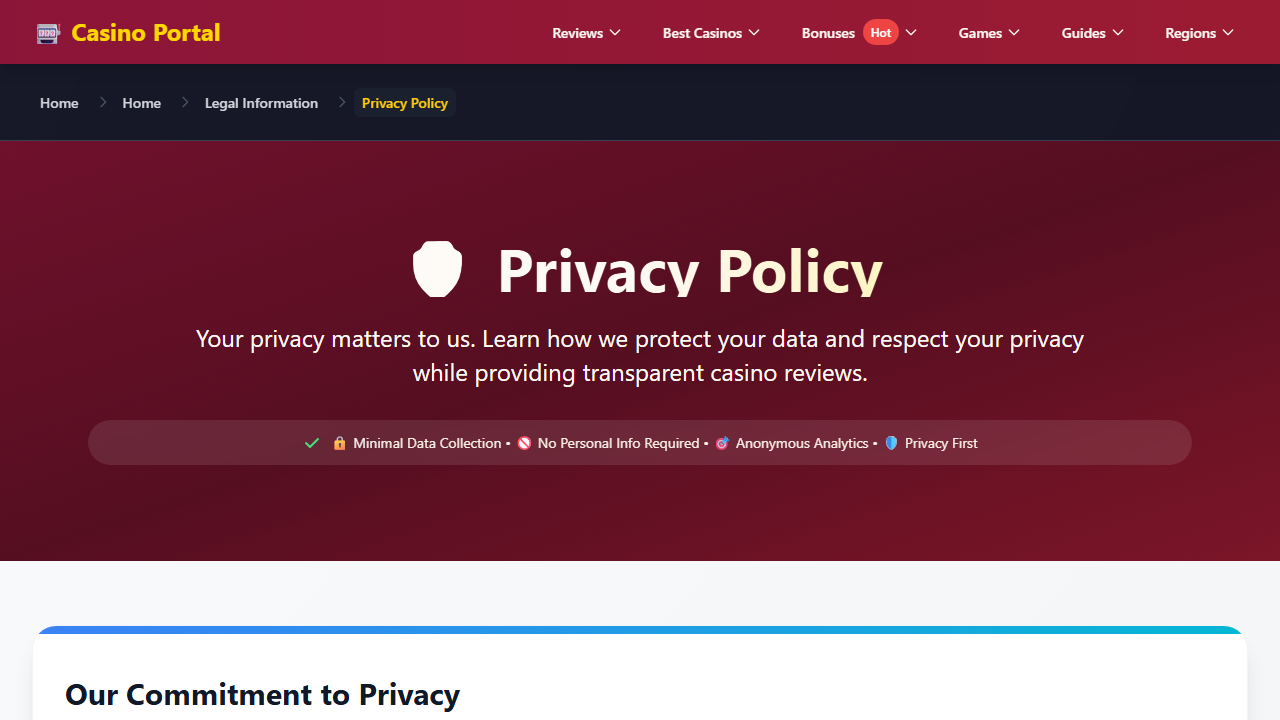 Casino Portal
Reviews
Best Casinos
Bonuses Hot
Games
Guides
Regions
Home
Home
Legal Information
Privacy Policy
Privacy Policy
Your privacy matters to us. Learn how we protect your data and respect your privacy
while providing transparent casino reviews.
Minimal Data Collection • No Personal Info Required • Anonymous Analytics • Privacy First
Our Commitment to Privacy